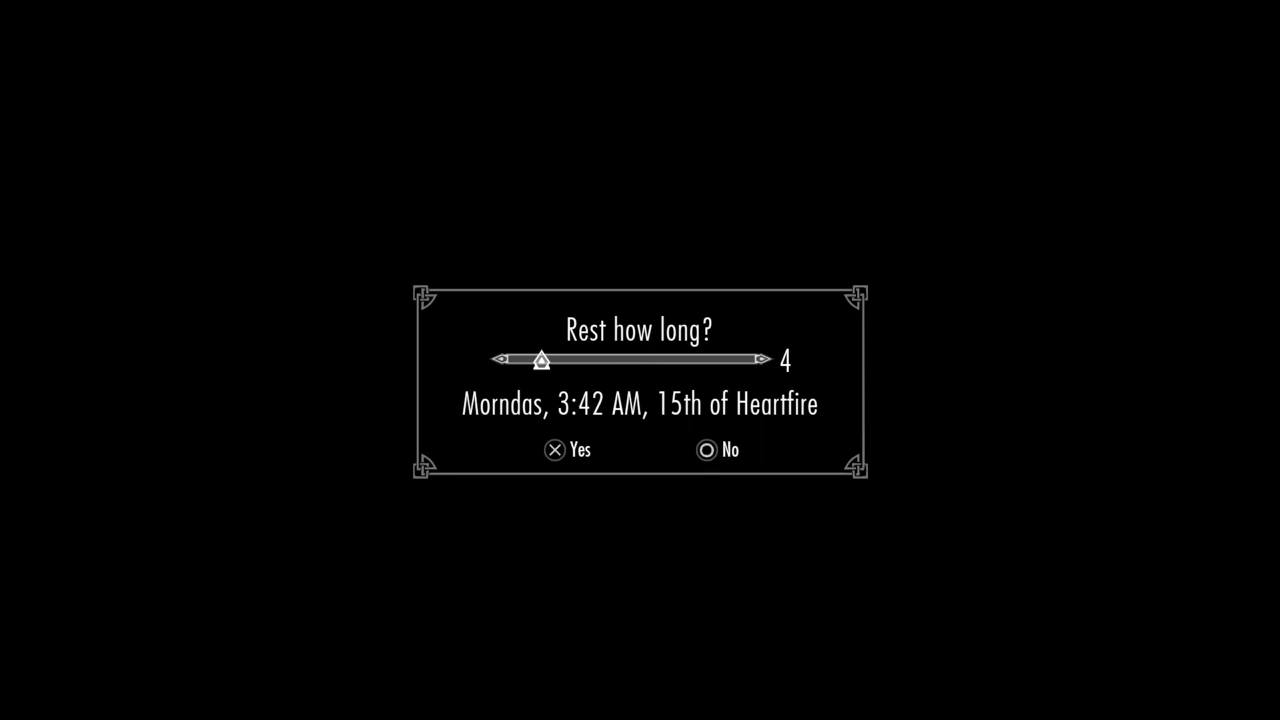 Rest how long?
4
Morndas, 3:42 AM, 15th of Heartfire
Yes No